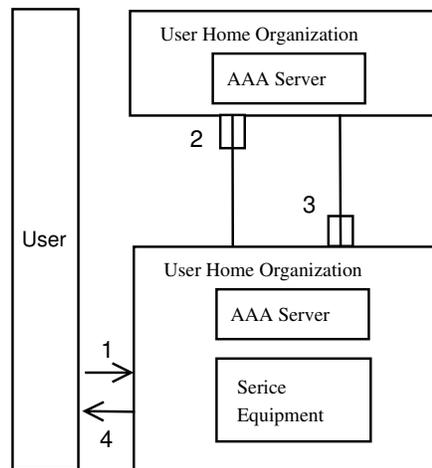 User Home Organization
AAA Server
2
3
User
User Home Organization
AAA Server
1
Serice
Equipment
4